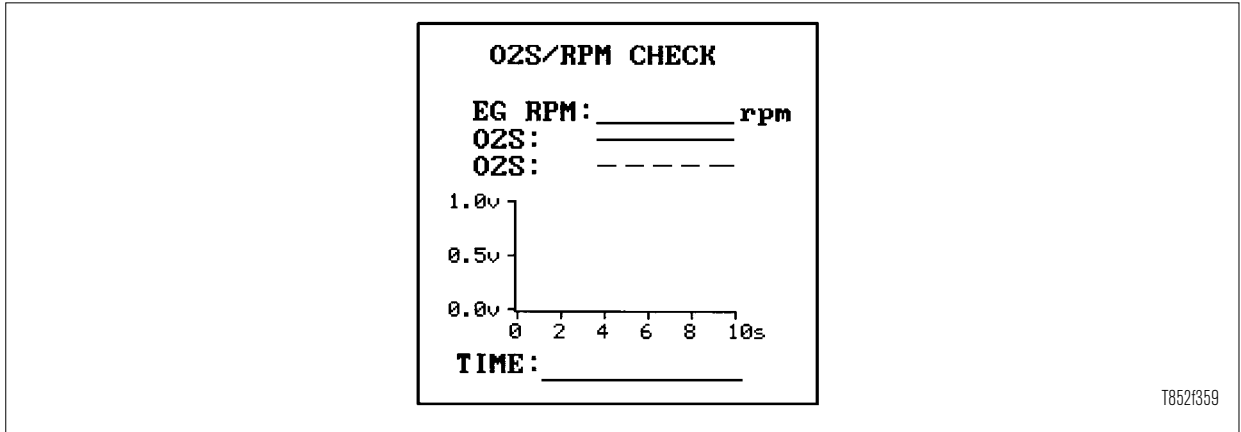 O2S/RPM CHECK
EG RPM: rpm
O2S:
O2S:
1.0v
0.5v
0.0v
0 2 4 6 8 10s
TIME:
T852f359